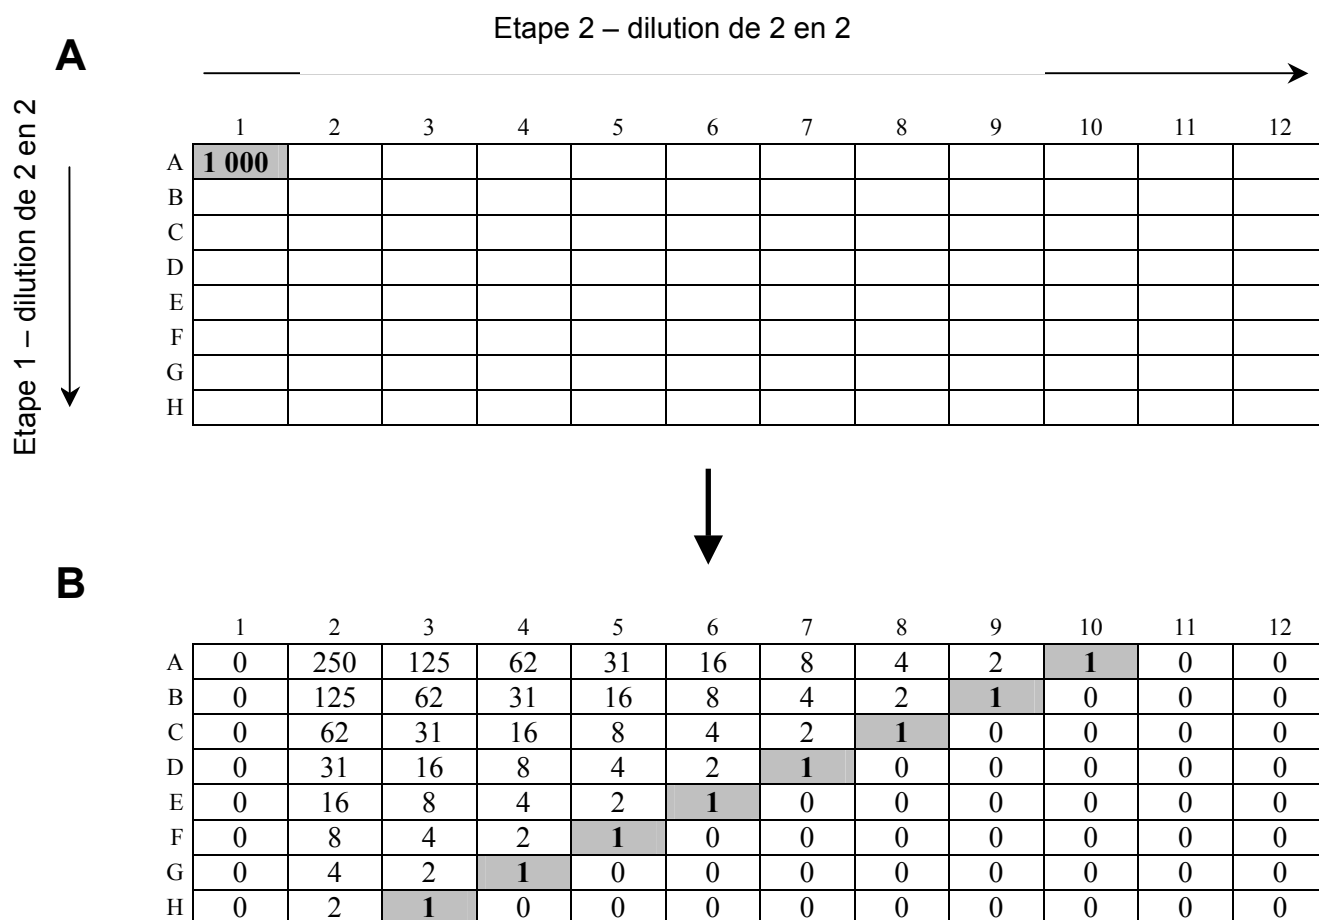 Etape 2 – dilution de 2 en 2
A
Etape 1 – dilution de 2 en 2
1 2 3 4 5 6 7 8 9 10 11 12
A 1 000
B
C
D
E
F
G
H
B
1 2 3 4 5 6 7 8 9 10 11 12
A 0 250 125 62 31 16 8 4 2 1 0 0
B 0 125 62 31 16 8 4 2 1 0 0 0
C 0 62 31 16 8 4 2 1 0 0 0 0
D 0 31 16 8 4 2 1 0 0 0 0 0
E 0 16 8 4 2 1 0 0 0 0 0 0
F 0 8 4 2 1 0 0 0 0 0 0 0
G 0 4 2 1 0 0 0 0 0 0 0 0
H 0 2 1 0 0 0 0 0 0 0 0 0